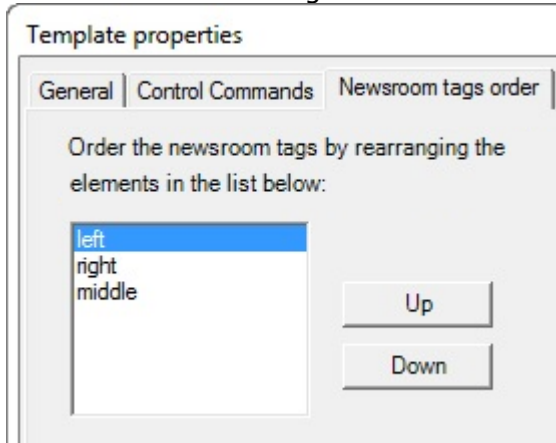 Template properties
General Control Commands Newsroom tags order
Order the newsroom tags by rearranging the
elements in the list below:
left
right
middle
Up
Down